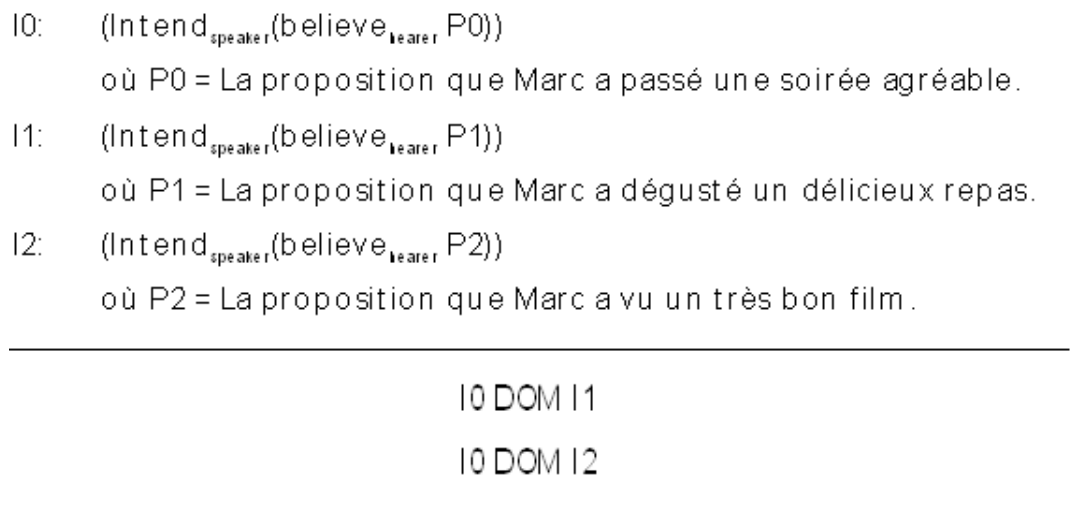 I0: (Intend speaker(believe hearer P0))
où P0 = La proposition que Marc a passé une soirée agréable.
I1: (Intend speaker(believe hearer P1))
où P1 = La proposition que Marc a dégusté un délicieux repas.
I2: (Intend speaker(believe hearer P2))
où P2 = La proposition que Marc a vu un très bon film.
I0 DOM I1
I0 DOM I2